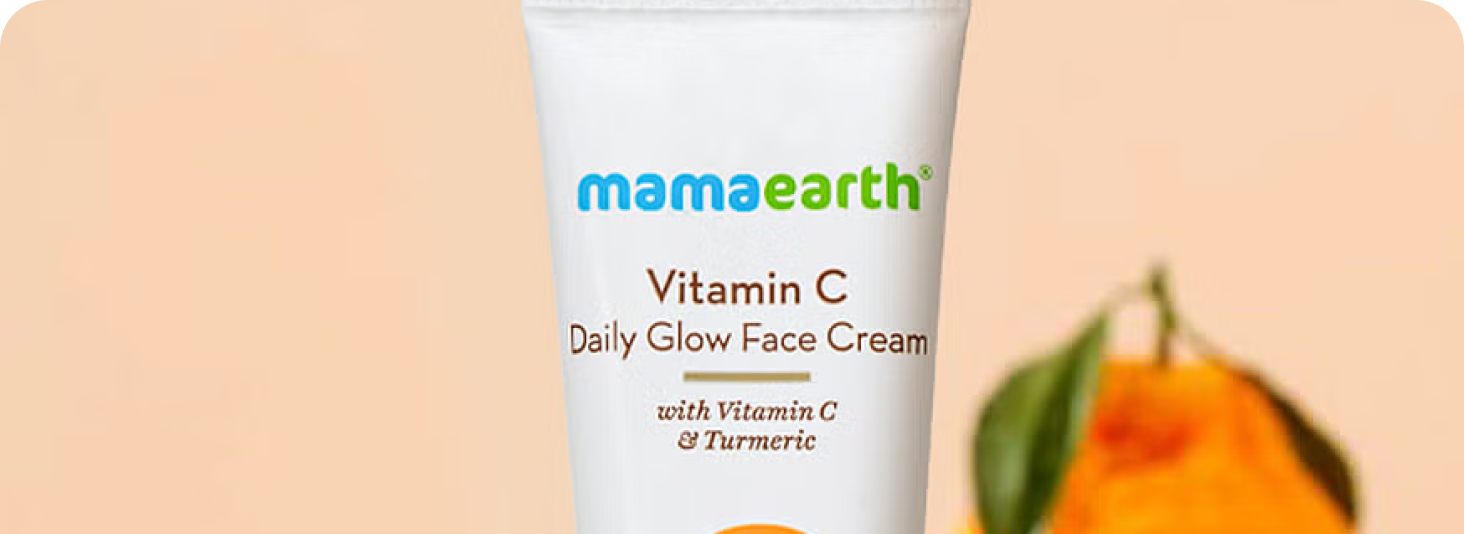 mamaearth®
Vitamin C
Daily Glow Face Cream
with Vitamin C
& Turmeric